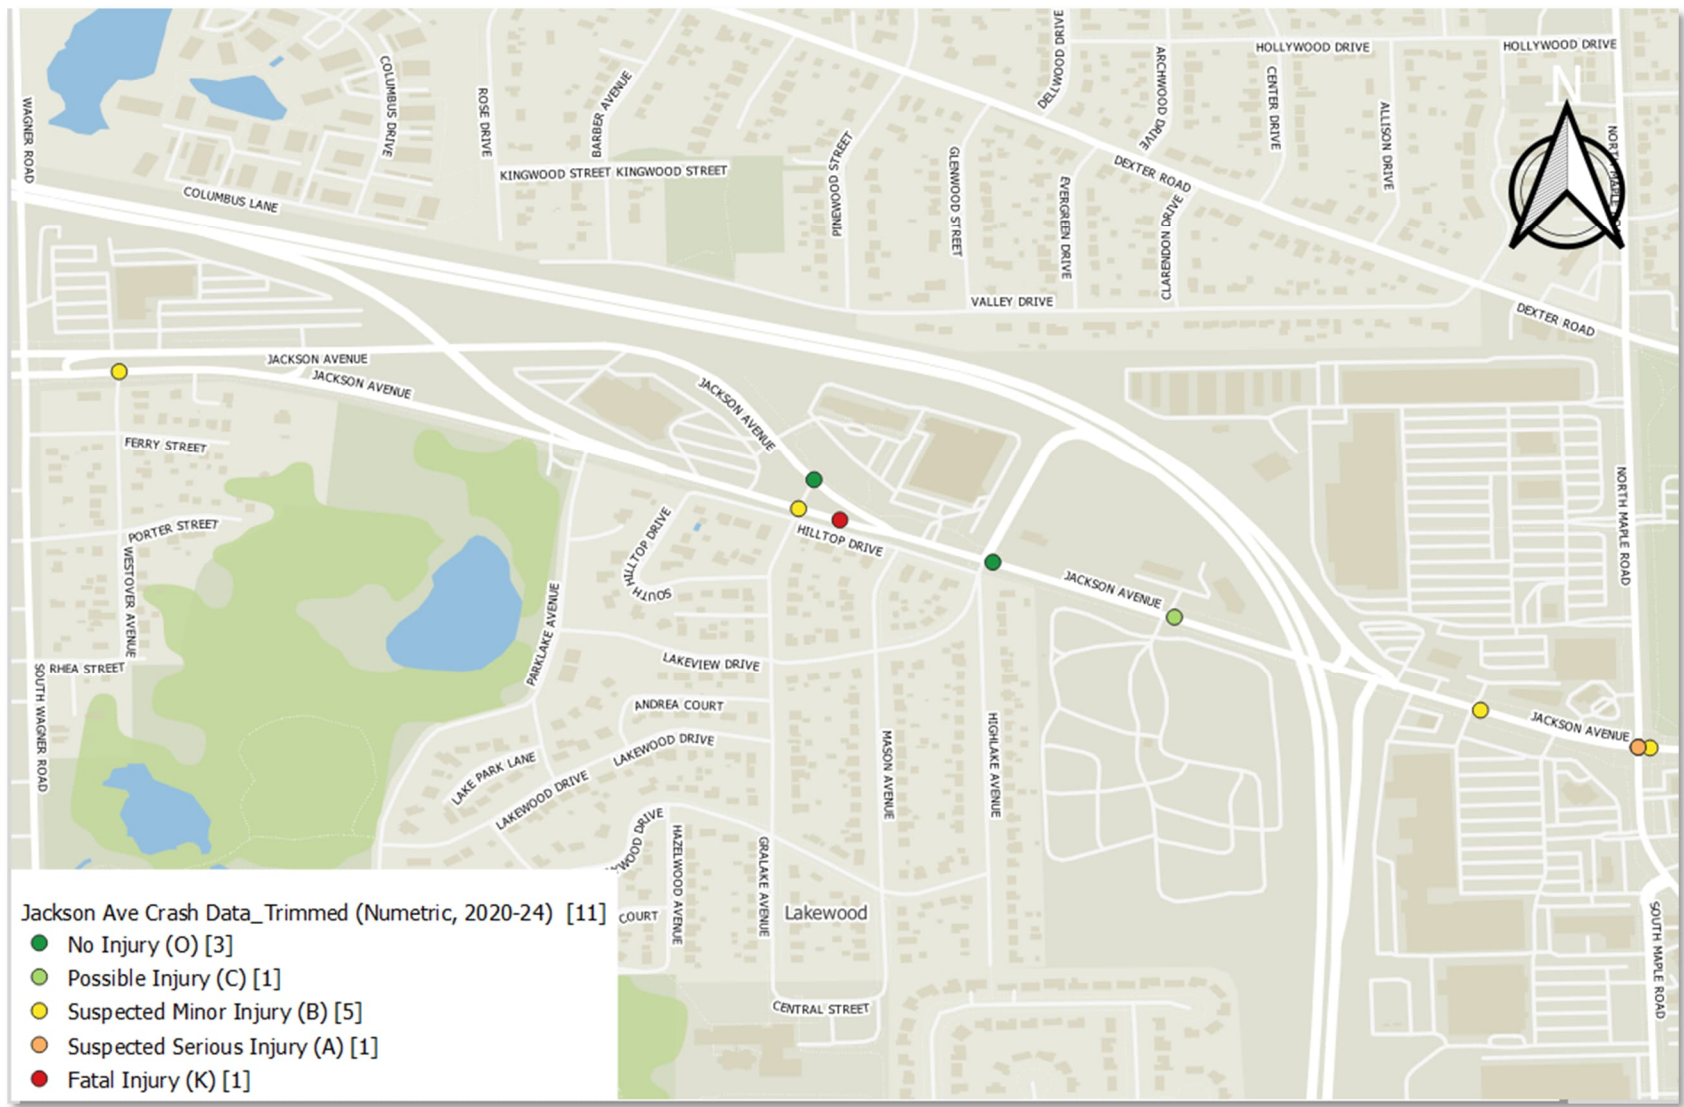 DELLWOOD DRIVE
HOLLYWOOD DRIVE
HOLLYWOOD DRIVE
N
COLUMBUS DRIVE
ROSE DRIVE
BARBER AVENUE
ARCHWOOD DRIVE
CENTER DRIVE
ALLISON DRIVE
WAGNER ROAD
KINGWOOD STREET
KINGWOOD STREET
PINEWOOD STREET
GLENWOOD STREET
DEXTER ROAD
EVERGREEN DRIVE
CLARENDON DRIVE
COLUMBUS LANE
VALLEY DRIVE
DEXTER ROAD
JACKSON AVENUE
JACKSON AVENUE
JACKSON AVENUE
FERRY STREET
PORTER STREET
WESTOVER AVENUE
SOUTH HILLTOP DRIVE
HILLTOP DRIVE
JACKSON AVENUE
NORTH MAPLE ROAD
PARKLAKE AVENUE
RHEA STREET
SOUTH WAGNER ROAD
LAKEVIEW DRIVE
ANDREA COURT
LAKEWOOD DRIVE
LAKE PARK LANE
LAKEWOOD DRIVE
MASON AVENUE
HIGHLAKE AVENUE
JACKSON AVENUE
HAZELWOOD AVENUE
GRALAKE AVENUE
Lakewood
COURT
SOUTH MAPLE ROAD
CENTRAL STREET
Jackson Ave Crash Data_Trimmed (Numetric, 2020-24) [11]
No Injury (O) [3]
Possible Injury (C) [1]
Suspected Minor Injury (B) [5]
Suspected Serious Injury (A) [1]
Fatal Injury (K) [1]